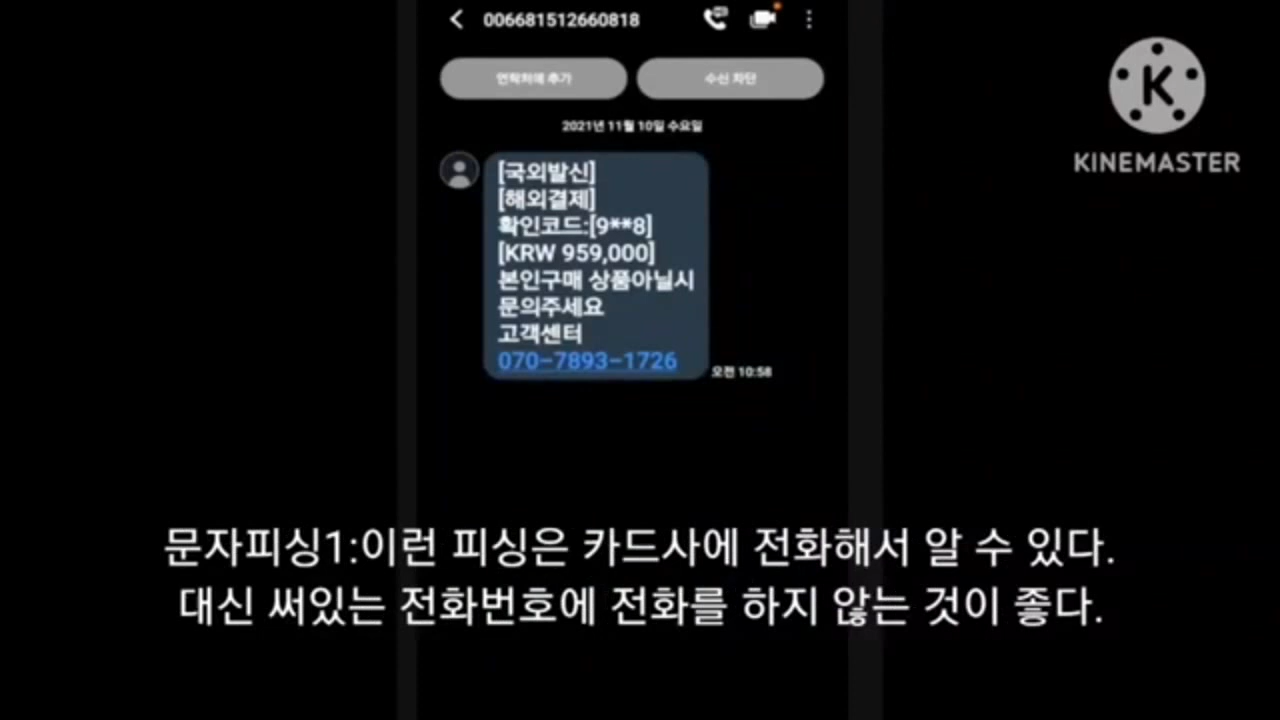 006681512660818
연락처에 추가
수신 차단
2021년 11월 10일 수요일
[국외발신]
[해외결제]
확인코드:[9**8]
[KRW 959,000]
본인구매 상품아닐시
문의주세요
고객센터
070-7893-1726
오전 10:58
K
KINEMASTER
문자피싱1:이런 피싱은 카드사에 전화해서 알 수 있다.
대신 써있는 전화번호에 전화를 하지 않는 것이 좋다.